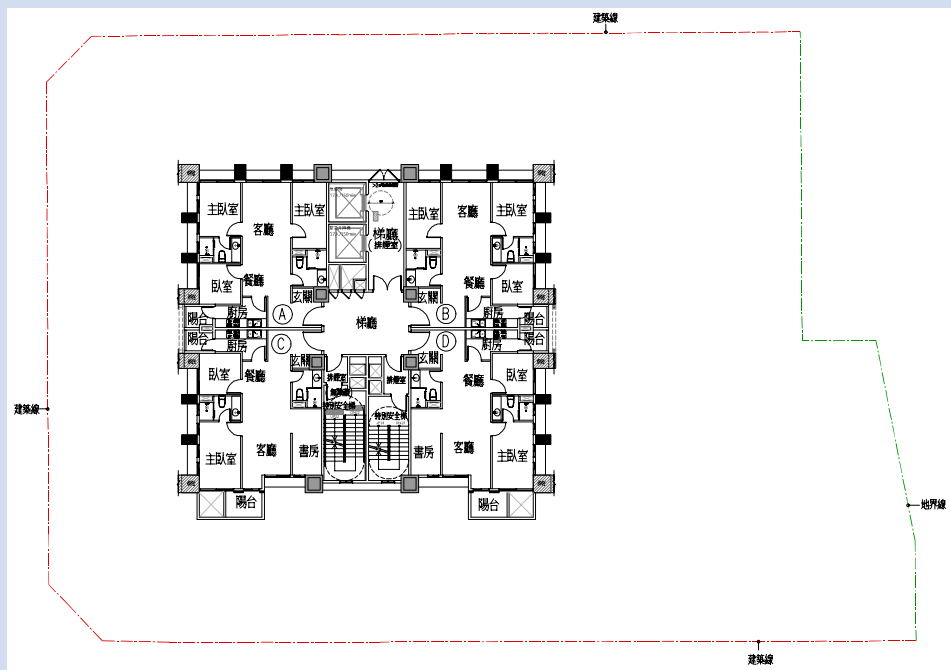 建築線
主臥室
客廳
主臥室
主臥室
客廳
主臥室
梯廳
(排煙室)
臥室
餐廳
餐廳
臥室
玄關
玄關
陽台
廚房
A
梯廳
B
廚房
陽台
陽台
廚房
C
D
廚房
陽台
玄關
玄關
臥室
餐廳
排煙室
排煙室
餐廳
臥室
特別安全梯
特別安全梯
建築線
主臥室
客廳
書房
書房
客廳
主臥室
陽台
陽台
地界線
建築線